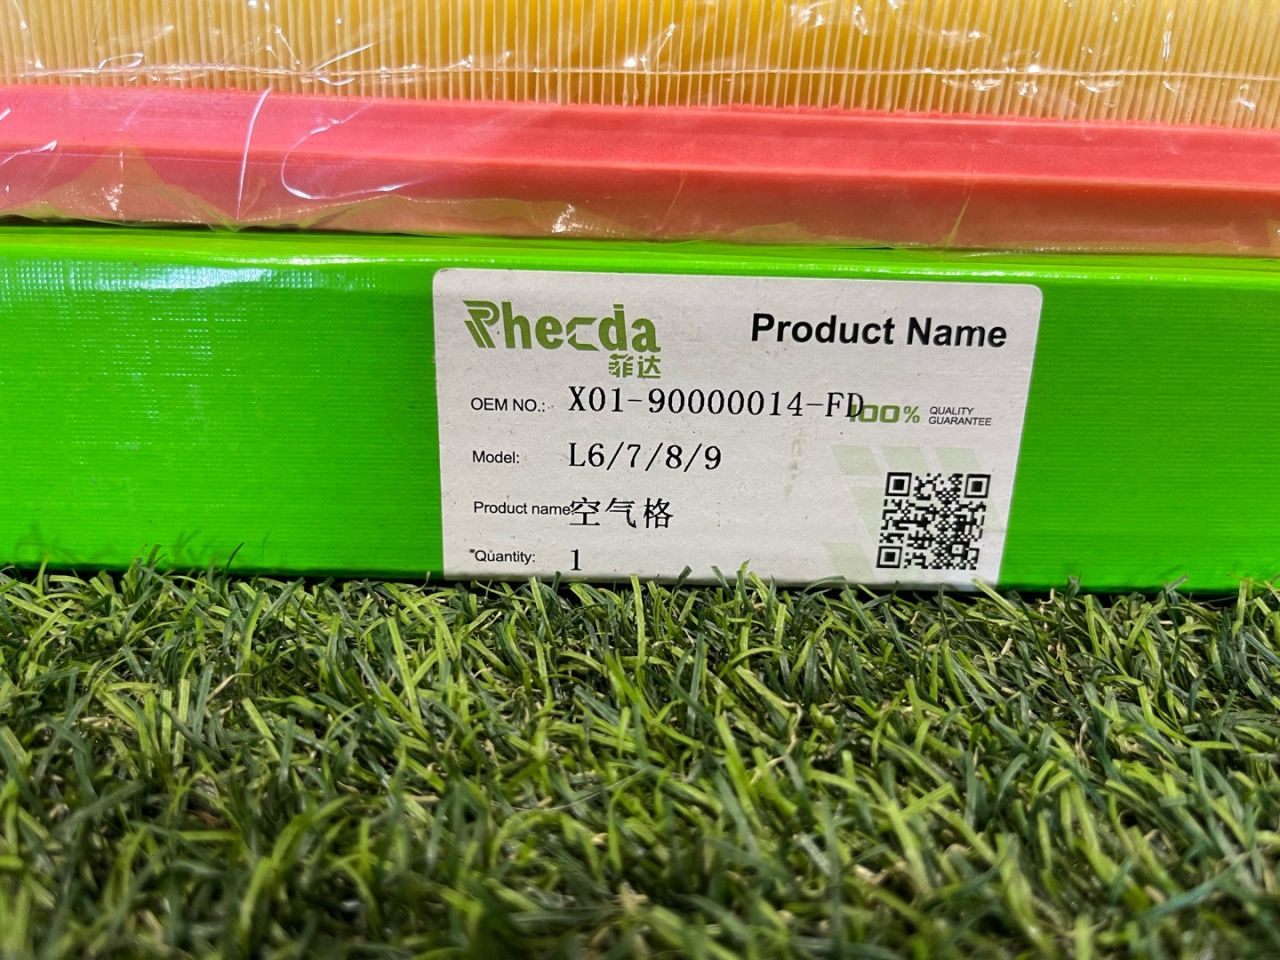 Phecda
菲达
Product Name
OEM NO.: X01-90000014-FD
100% QUALITY GUARANTEE
Model: L6/7/8/9
Product name: 空气格
Quantity: 1